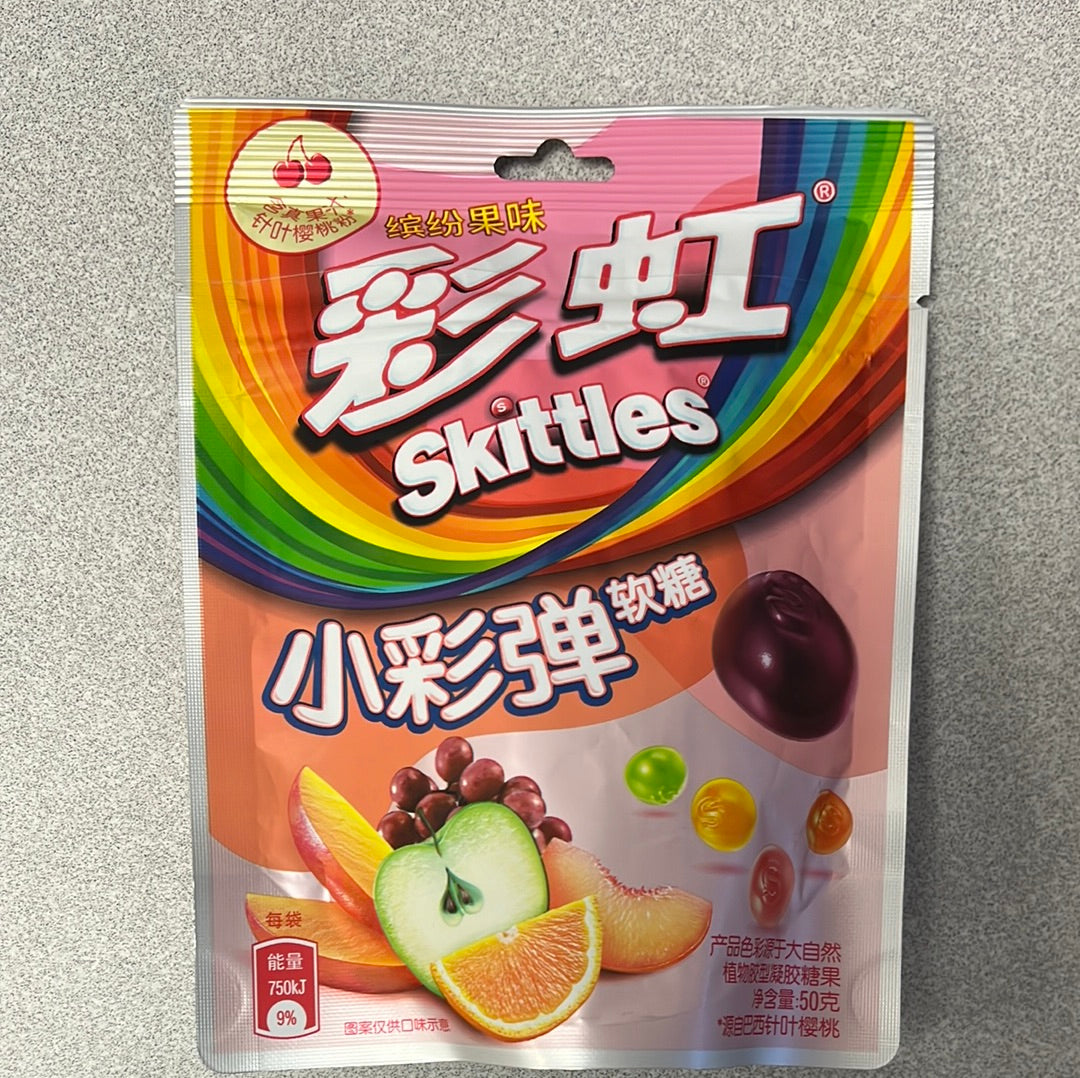 含真果汁,
针叶樱桃粉*
缤纷果味
彩虹®
Skittles®
小彩弹软糖
每袋
能量
750kJ
9%
图案仅供口味示意
产品色彩源于大自然
植物胶型凝胶糖果
净含量:50克
*源自巴西针叶樱桃